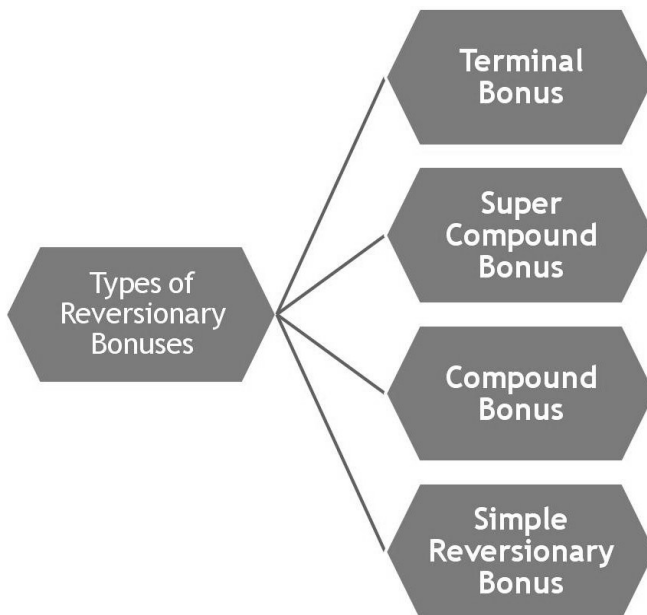 Terminal
Bonus
Super
Compound
Bonus
Types of
Reversionary
Bonuses
Compound
Bonus
Simple
Reversionary
Bonus